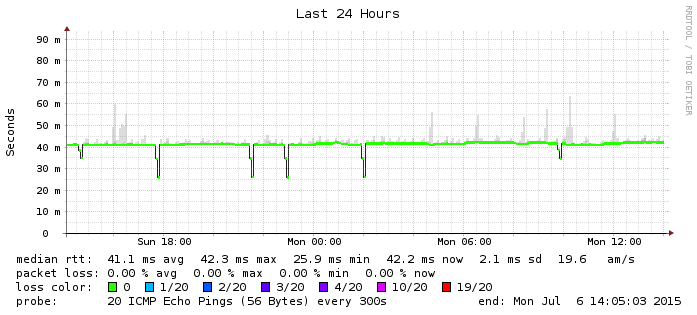 Last 24 Hours
RRDTOOL / TOBI OETIKER
Seconds
90 m
80 m
70 m
60 m
50 m
40 m
30 m
20 m
10 m
0
Sun 18:00 Mon 00:00 Mon 06:00 Mon 12:00
median rtt: 41.1 ms avg 42.3 ms max 25.9 ms min 42.2 ms now 2.1 ms sd 19.6 am/s
packet loss: 0.00 % avg 0.00 % max 0.00 % min 0.00 % now
loss color: 0 1/20 2/20 3/20 4/20 10/20 19/20
probe: 20 ICMP Echo Pings (56 Bytes) every 300s end: Mon Jul 6 14:05:03 2015